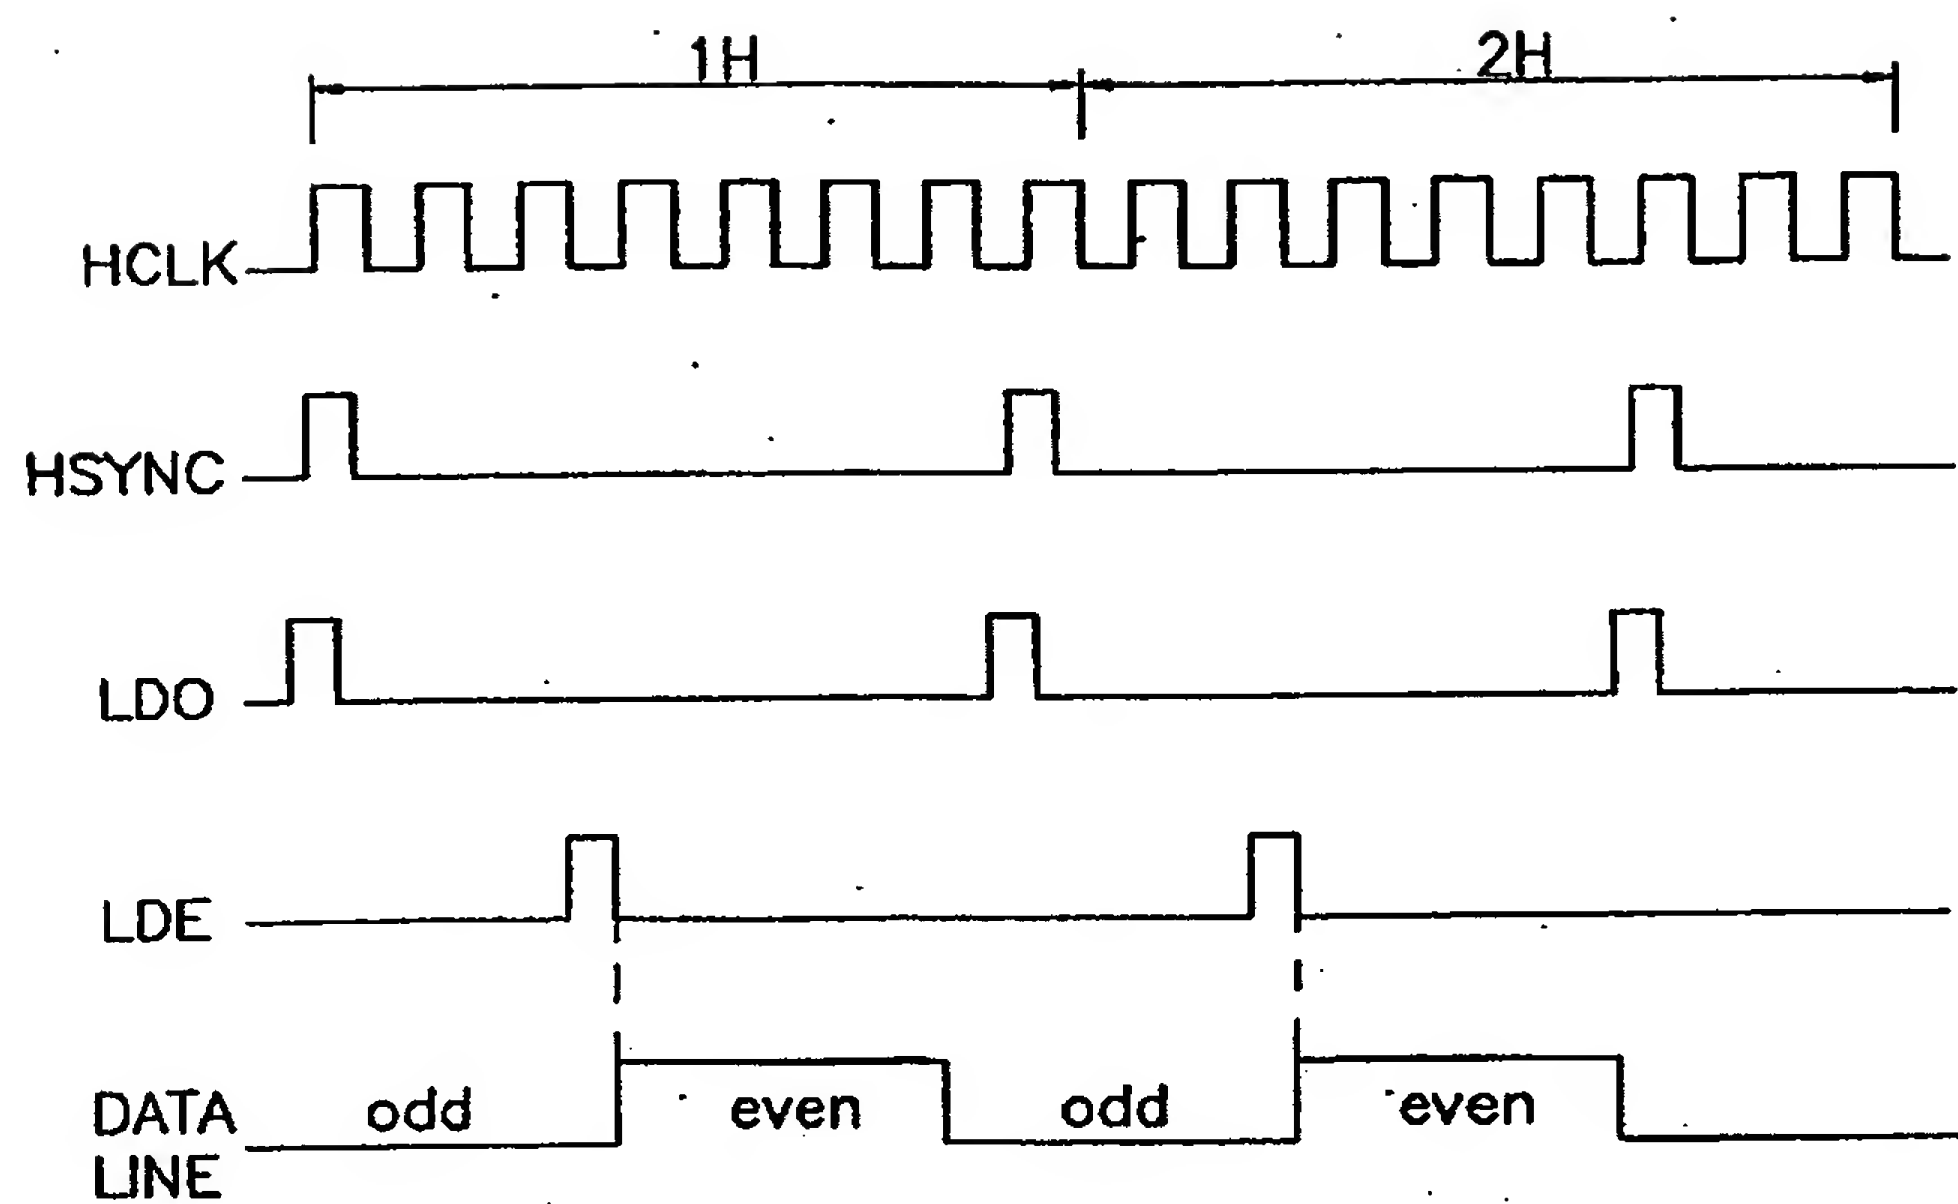 1H 2H
HCLK
HSYNC
LDO
LDE
DATA LINE
odd even odd even